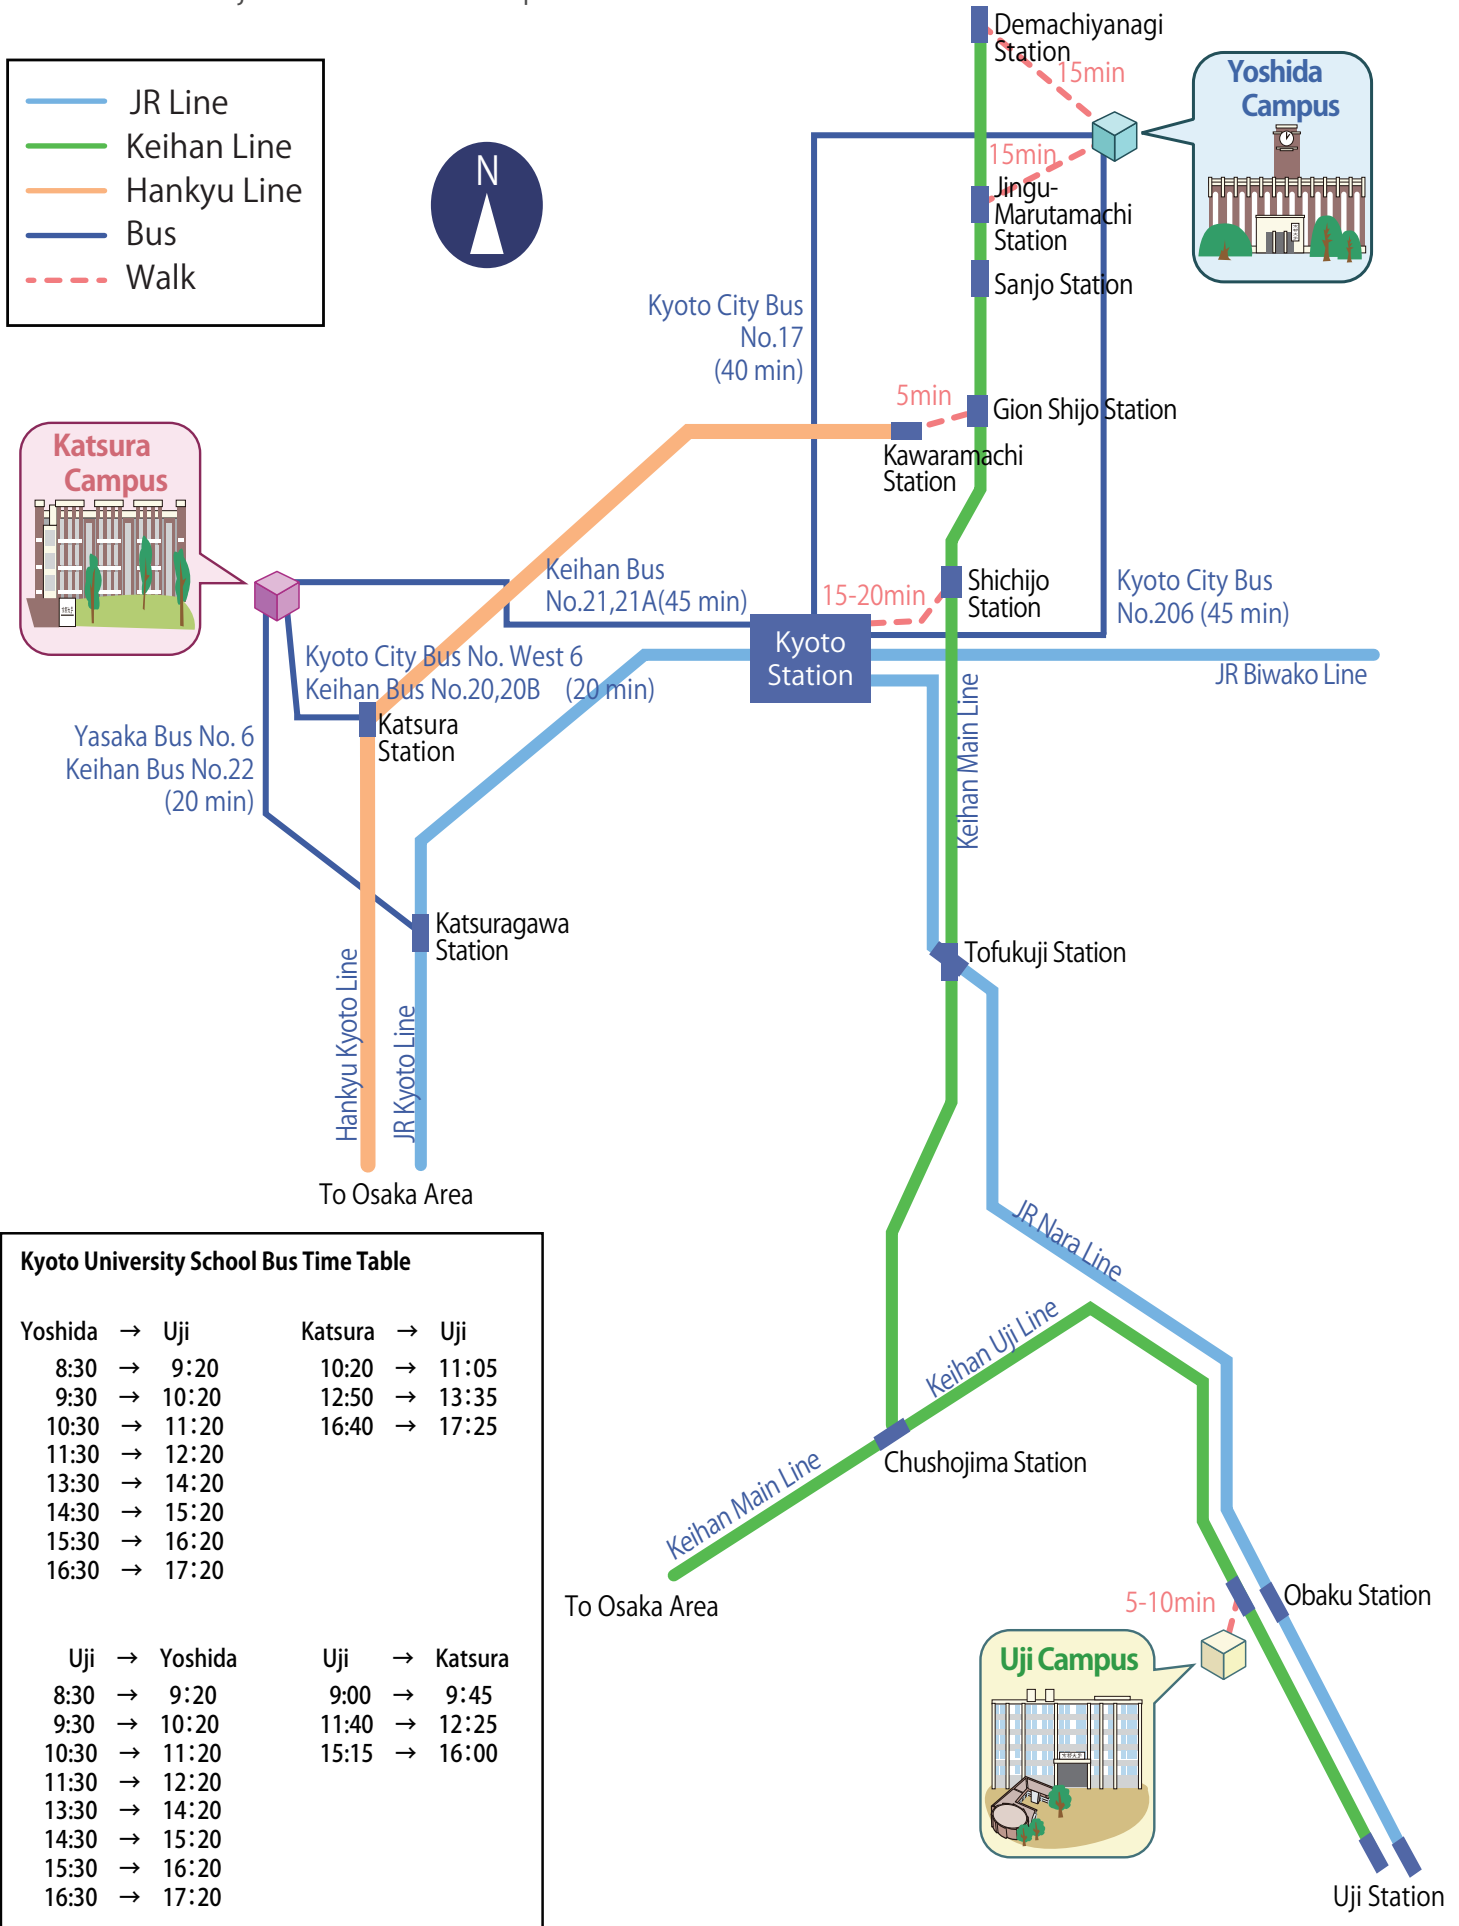 JR Line
Keihan Line
Hankyu Line
Bus
Walk
N
Demachiyanagi
Station
15min
Yoshida
Campus
15min
Jingu-
Marutamachi
Station
Sanjo Station
Kyoto City Bus
No.17
(40 min)
5min
Gion Shijo Station
Kawaramachi
Station
Katsura
Campus
Keihan Bus
No.21,21A(45 min)
15-20min
Shichijo
Station
Kyoto City Bus
No.206 (45 min)
Kyoto
Station
JR Biwako Line
Kyoto City Bus No. West 6
Keihan Bus No.20,20B (20 min)
Katsura
Station
Yasaka Bus No. 6
Keihan Bus No.22
(20 min)
Keihan Main Line
Katsuragawa
Station
Tofukuji Station
Hankyu Kyoto Line
JR Kyoto Line
To Osaka Area
JR Nara Line
Keihan Uji Line
Chushojima Station
Keihan Main Line
To Osaka Area
5-10min
Obaku Station
Uji Campus
Uji Station
Kyoto University School Bus Time Table
Yoshida → Uji
8:30 → 9:20
9:30 → 10:20
10:30 → 11:20
11:30 → 12:20
13:30 → 14:20
14:30 → 15:20
15:30 → 16:20
16:30 → 17:20
Katsura → Uji
10:20 → 11:05
12:50 → 13:35
16:40 → 17:25
Uji → Yoshida
8:30 → 9:20
9:30 → 10:20
10:30 → 11:20
11:30 → 12:20
13:30 → 14:20
14:30 → 15:20
15:30 → 16:20
16:30 → 17:20
Uji → Katsura
9:00 → 9:45
11:40 → 12:25
15:15 → 16:00